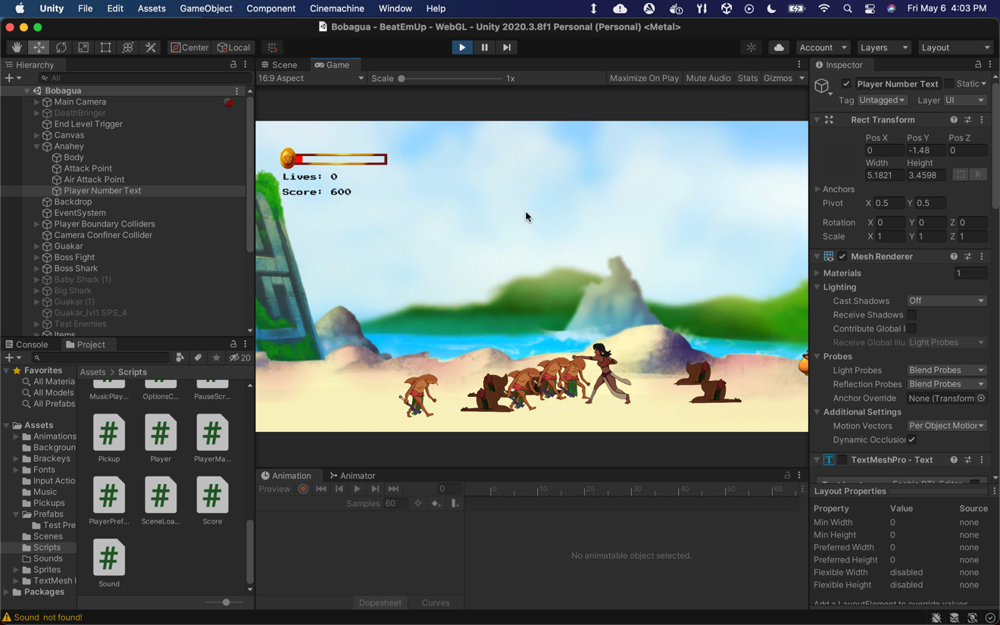 Unity File Edit Assets GameObject Component Cinemachine Window Help Fri May 6 4:03 PM
Bobagua - BeatEmUp - WebGL - Unity 2020.3.8f1 Personal (Personal) <Metal>
Center Local Account Layers Layout
Hierarchy
All
Bobagua
Main Camera
DeathBringer
End Level Trigger
Canvas
Anahey
Body
Attack Point
Air Attack Point
Player Number Text
Backdrop
EventSystem
Player Boundary Colliders
Camera Confiner Collider
Guakar
Boss Fight
Boss Shark
Baby Shark (1)
Big Shark
Guakar (1)
Guakar_lvl1 SPS_4
Test Enemies
Items
Scene Game
16:9 Aspect Scale 1x Maximize On Play Mute Audio Stats Gizmos
Lives: 0
Score: 600
Inspector
Player Number Text Static
Tag Untagged Layer UI
Rect Transform
Pos X Pos Y Pos Z
0 -1.48 0
Width Height
5.1821 3.4598 R
Anchors
Pivot X 0.5 Y 0.5
Rotation X 0 Y 0 Z 0
Scale X 1 Y 1 Z 1
Mesh Renderer
Materials 1
Lighting
Cast Shadows Off
Receive Shadows
Contribute Global I
Receive Global Illu Light Probes
Probes
Light Probes Blend Probes
Reflection Probes Blend Probes
Anchor Override None (Transform
Additional Settings
Motion Vectors Per Object Motion
Dynamic Occlusion
TextMeshPro - Text
Layout Properties
Property Value Source
Min Width 0 none
Min Height 0 none
Preferred Width 0 none
Preferred Height 0 none
Flexible Width disabled none
Flexible Height disabled none
Add a LayoutElement to override values
Console Project
20
Favorites
All Materia
All Models
All Prefabs
Assets
Animations
Backgroun
Brackeys
Fonts
Input Actio
Music
Pickups
Prefabs
Test Pre
Scenes
Scripts
Sounds
Sprites
TextMesh
Packages
Assets > Scripts
MusicPlay... OptionsC... PauseScr...
Pickup Player PlayerMa...
PlayerPref... SceneLoa... Score
Sound
Animation Animator
Preview 0 0 10 20 30 40 50 60
Samples 60
No animatable object selected.
Dopesheet Curves
Sound not found!